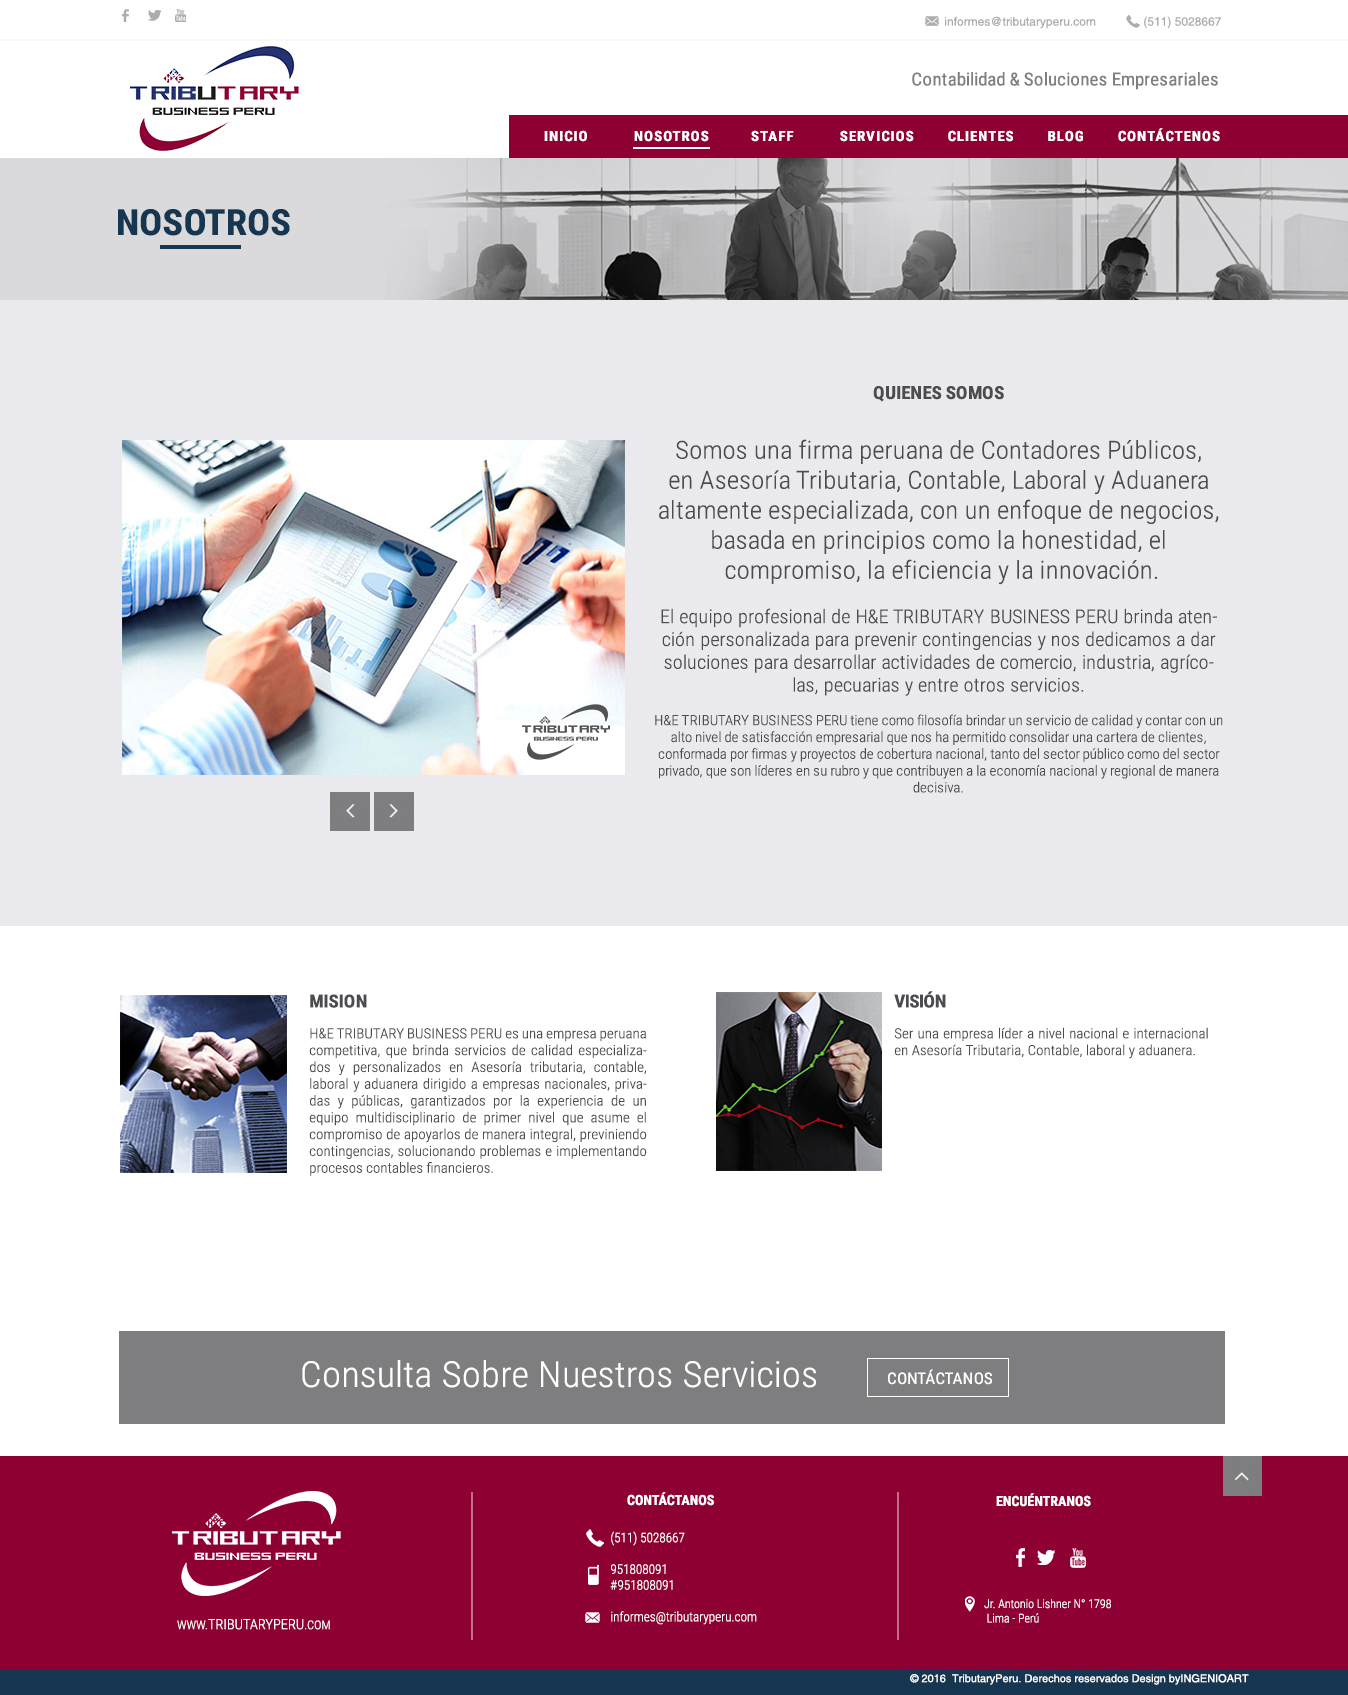 informes@tributaryperu.com (511) 5028667
TRIBUTARY
BUSINESS PERU
Contabilidad & Soluciones Empresariales
INICIO NOSOTROS STAFF SERVICIOS CLIENTES BLOG CONTÁCTENOS
NOSOTROS
QUIENES SOMOS
Somos una firma peruana de Contadores Públicos,
en Asesoría Tributaria, Contable, Laboral y Aduanera
altamente especializada, con un enfoque de negocios,
basada en principios como la honestidad, el
compromiso, la eficiencia y la innovación.
El equipo profesional de H&E TRIBUTARY BUSINESS PERU brinda aten-
ción personalizada para prevenir contingencias y nos dedicamos a dar
soluciones para desarrollar actividades de comercio, industria, agríco-
las, pecuarias y entre otros servicios.
H&E TRIBUTARY BUSINESS PERU tiene como filosofía brindar un servicio de calidad y contar con un
alto nivel de satisfacción empresarial que nos ha permitido consolidar una cartera de clientes,
conformada por firmas y proyectos de cobertura nacional, tanto del sector público como del sector
privado, que son líderes en su rubro y que contribuyen a la economía nacional y regional de manera
decisiva.
TRIBUTARY
BUSINESS PERU
MISION
H&E TRIBUTARY BUSINESS PERU es una empresa peruana
competitiva, que brinda servicios de calidad especializa-
dos y personalizados en Asesoría tributaria, contable,
laboral y aduanera dirigido a empresas nacionales, priva-
das y públicas, garantizados por la experiencia de un
equipo multidisciplinario de primer nivel que asume el
compromiso de apoyarlos de manera integral, previniendo
contingencias, solucionando problemas e implementando
procesos contables financieros.
VISIÓN
Ser una empresa líder a nivel nacional e internacional
en Asesoría Tributaria, Contable, laboral y aduanera.
Consulta Sobre Nuestros Servicios CONTÁCTANOS
TRIBUTARY
BUSINESS PERU
WWW.TRIBUTARYPERU.COM
CONTÁCTANOS
(511) 5028667
951808091
#951808091
informes@tributaryperu.com
ENCUÉNTRANOS
You
Tube
Jr. Antonio Lishner N° 1798
Lima - Perú
© 2016 TributaryPeru. Derechos reservados Design byINGENIOART